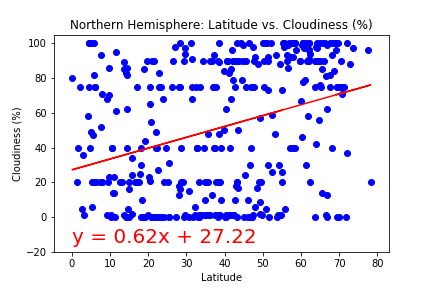 Northern Hemisphere: Latitude vs. Cloudiness (%)
Cloudiness (%)
100
80
60
40
20
0
−20
y = 0.62x + 27.22
0 10 20 30 40 50 60 70 80
Latitude